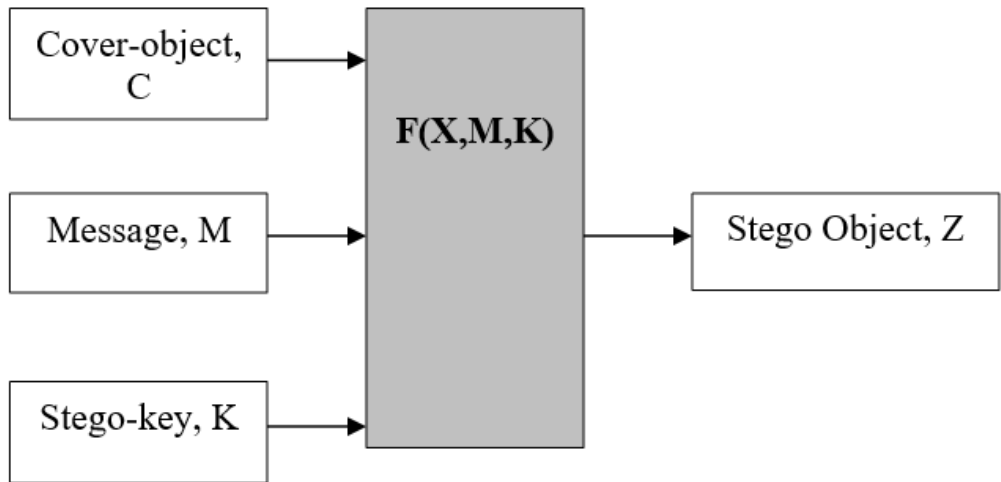 Cover-object,
C
F(X,M,K)
Message, M
Stego Object, Z
Stego-key, K